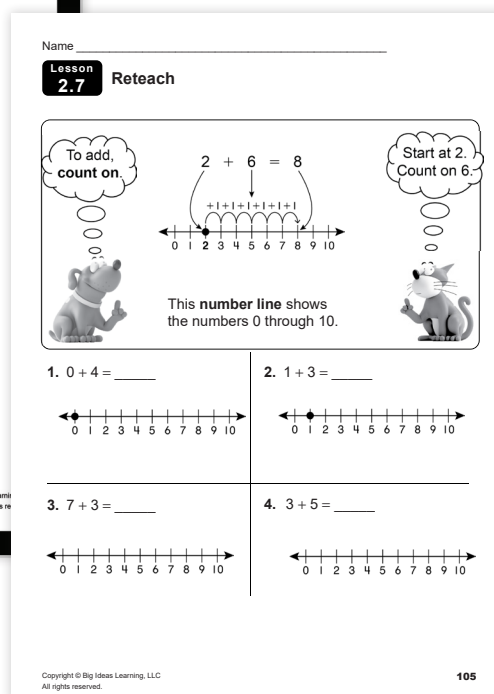 Name
Lesson
2.7
Reteach
To add,
count on.
2 + 6 = 8
Start at 2.
Count on 6.
+1+1+1+1+1+1
0 1 2 3 4 5 6 7 8 9 10
This number line shows
the numbers 0 through 10.
1. 0 + 4 = _____
2. 1 + 3 = _____
0 1 2 3 4 5 6 7 8 9 10
0 1 2 3 4 5 6 7 8 9 10
3. 7 + 3 = _____
4. 3 + 5 = _____
0 1 2 3 4 5 6 7 8 9 10
0 1 2 3 4 5 6 7 8 9 10
Copyright © Big Ideas Learning, LLC
All rights reserved.
105